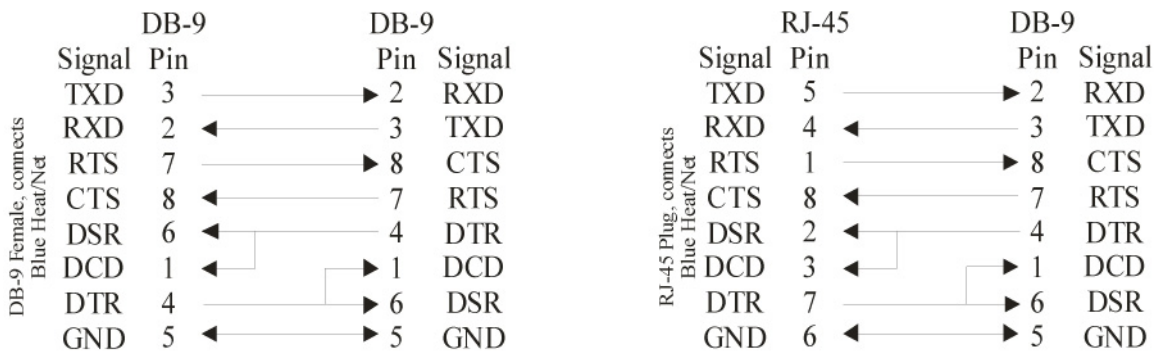 DB-9 DB-9
Signal Pin Pin Signal
TXD 3 2 RXD
RXD 2 3 TXD
RTS 7 8 CTS
CTS 8 7 RTS
DSR 6 4 DTR
DCD 1 1 DCD
DTR 4 6 DSR
GND 5 5 GND
DB-9 Female, connects
Blue Heat/Net
RJ-45 DB-9
Signal Pin Pin Signal
TXD 5 2 RXD
RXD 4 3 TXD
RTS 1 8 CTS
CTS 8 7 RTS
DSR 2 4 DTR
DCD 3 1 DCD
DTR 7 6 DSR
GND 6 5 GND
RJ-45 Plug, connects
Blue Heat/Net